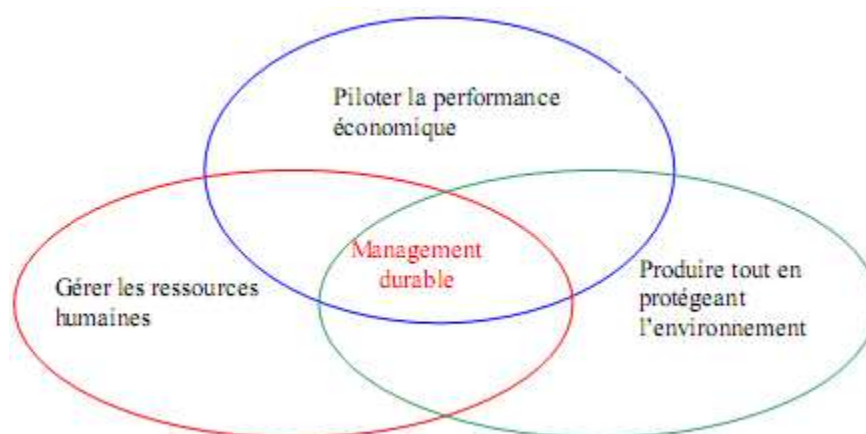 Piloter la performance
économique
Management
durable
Gérer les ressources
humaines
Produire tout en
protégeant
l’environnement